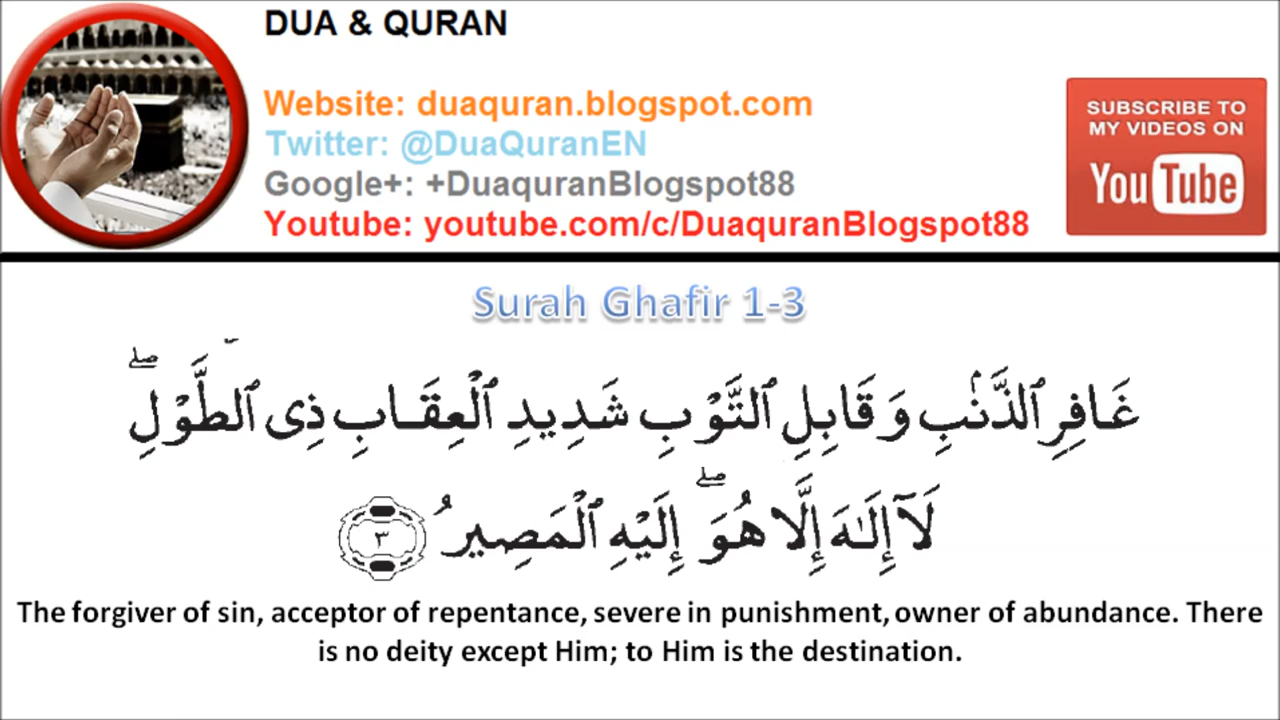 DUA & QURAN
Website: duaquran.blogspot.com
Twitter: @DuaQuranEN
Google+: +DuaquranBlogspot88
Youtube: youtube.com/c/DuaquranBlogspot88
SUBSCRIBE TO
MY VIDEOS ON
YouTube
Surah Ghafir 1-3
غَافِرِ ٱلذَّنۢبِ وَقَابِلِ ٱلتَّوْبِ شَدِيدِ ٱلْعِقَابِ ذِى ٱلطَّوْلِ ۖ
لَآ إِلَـٰهَ إِلَّا هُوَ ۖ إِلَيْهِ ٱلْمَصِيرُ ٣
The forgiver of sin, acceptor of repentance, severe in punishment, owner of abundance. There
is no deity except Him; to Him is the destination.